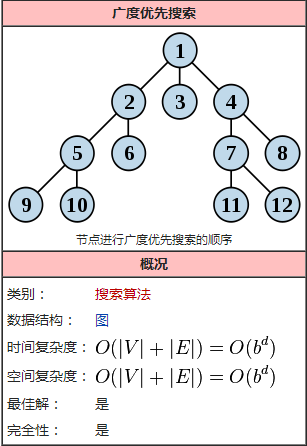 广度优先搜索
1
2 3 4
5 6 7 8
9 10 11 12
节点进行广度优先搜索的顺序
概况
类别： 搜索算法
数据结构： 图
时间复杂度： O(|V| + |E|) = O(b^d)
空间复杂度： O(|V| + |E|) = O(b^d)
最佳解： 是
完全性： 是